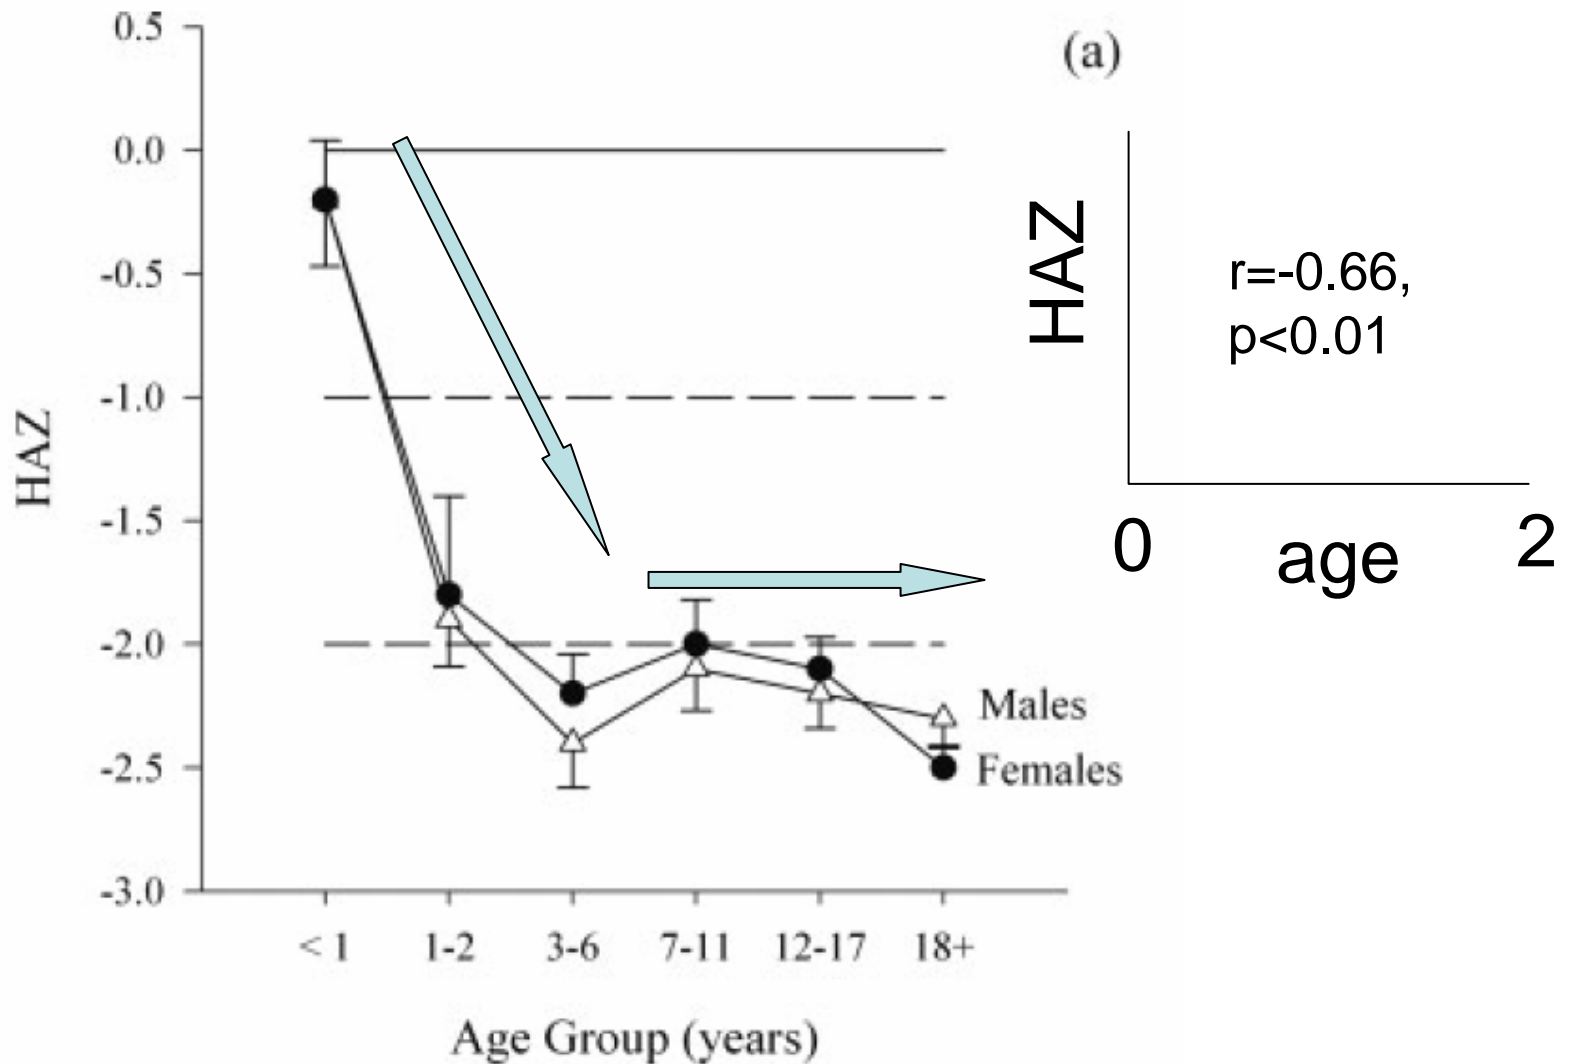 (a)
HAZ
0.5
0.0
-0.5
-1.0
-1.5
-2.0
-2.5
-3.0
< 1
1-2
3-6
7-11
12-17
18+
Age Group (years)
Males
Females
HAZ
r=-0.66,
p<0.01
0
age
2